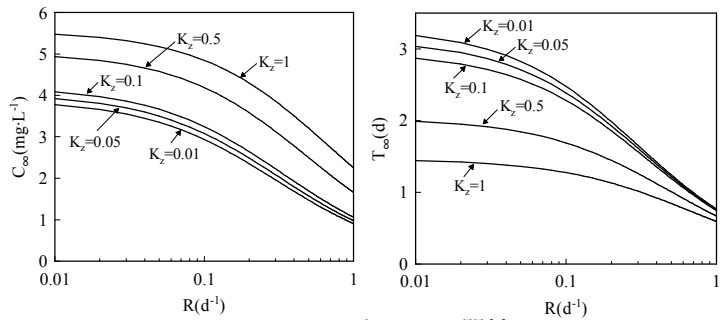 6
5
4
3
2
1
0
C∞(mg·L-1)
Kz=0.5
Kz=1
Kz=0.1
Kz=0.05
Kz=0.01
0.01 0.1 1
R(d-1)
3
2
1
0
T∞(d)
Kz=0.01
Kz=0.05
Kz=0.1
Kz=0.5
Kz=1
0.01 0.1 1
R(d-1)